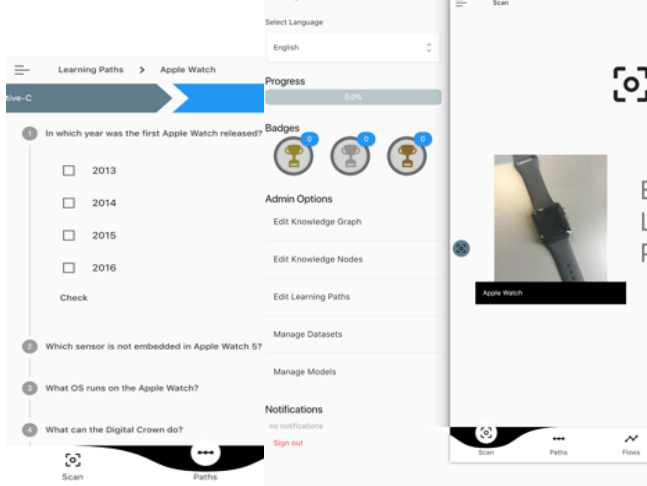 Learning Paths > Apple Watch
tive-C
1 In which year was the first Apple Watch released?
2013
2014
2015
2016
Check
2 Which sensor is not embedded in Apple Watch 5?
3 What OS runs on the Apple Watch?
4 What can the Digital Crown do?
Scan
Paths
Select Language
English
Progress
0.0%
Badges
0
0
0
Admin Options
Edit Knowledge Graph
Edit Knowledge Nodes
Edit Learning Paths
Manage Datasets
Manage Models
Notifications
no notifications
Sign out
Scan
Apple Watch
Scan
Paths
Flows